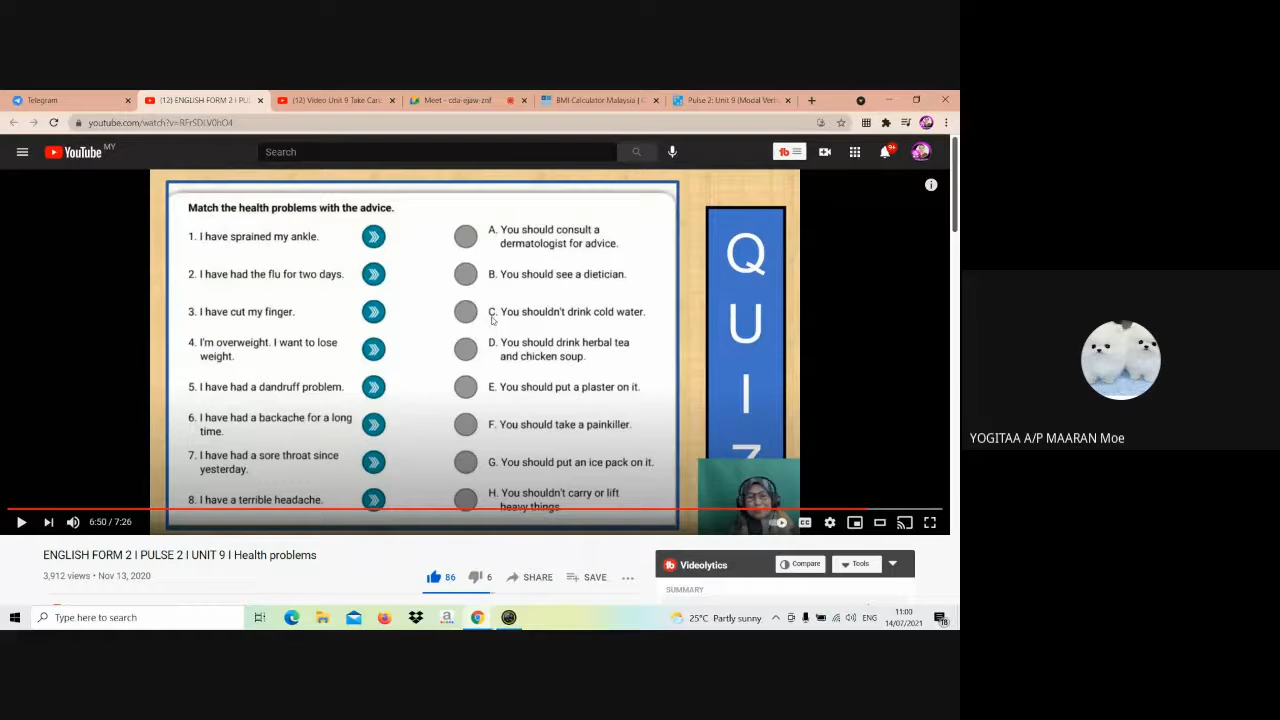 Telegram
(12) ENGLISH FORM 2 I PUL
(12) Video Unit 9 Take Care
Meet - cda-ejaw-znf
BMI Calculator Malaysia |
Pulse 2: Unit 9 (Modal Verb
YouTube MY
Search
9+
Match the health problems with the advice.
1. I have sprained my ankle.
A. You should consult a
dermatologist for advice.
2. I have had the flu for two days.
B. You should see a dietician.
3. I have cut my finger.
C. You shouldn't drink cold water.
4. I'm overweight. I want to lose
weight.
D. You should drink herbal tea
and chicken soup.
5. I have had a dandruff problem.
E. You should put a plaster on it.
6. I have had a backache for a long
time.
F. You should take a painkiller.
7. I have had a sore throat since
yesterday.
G. You should put an ice pack on it.
8. I have a terrible headache.
H. You shouldn't carry or lift
heavy things.
QUIZ
YOGITAA A/P MAARAN Moe
6:50 / 7:26
ENGLISH FORM 2 I PULSE 2 I UNIT 9 I Health problems
3,912 views • Nov 13, 2020
86
6
SHARE
SAVE
Videolytics
Compare
Tools
SUMMARY
Type here to search
25°C Partly sunny
ENG
11:00
14/07/2021